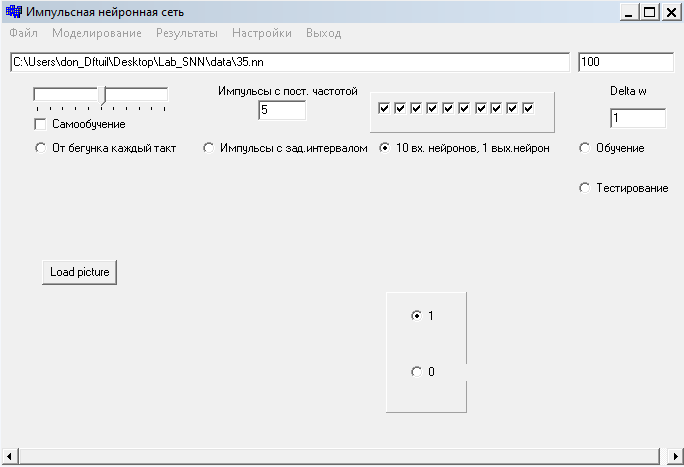 Импульсная нейронная сеть
Файл Моделирование Результаты Настройки Выход
C:\Users\don_Dftuil\Desktop\Lab_SNN\data\35.nn 100
Импульсы с пост. частотой Delta w
5 1
Самообучение
От бегунка каждый такт Импульсы с зад.интервалом 10 вх. нейронов, 1 вых.нейрон Обучение
Тестирование
Load picture
1
0